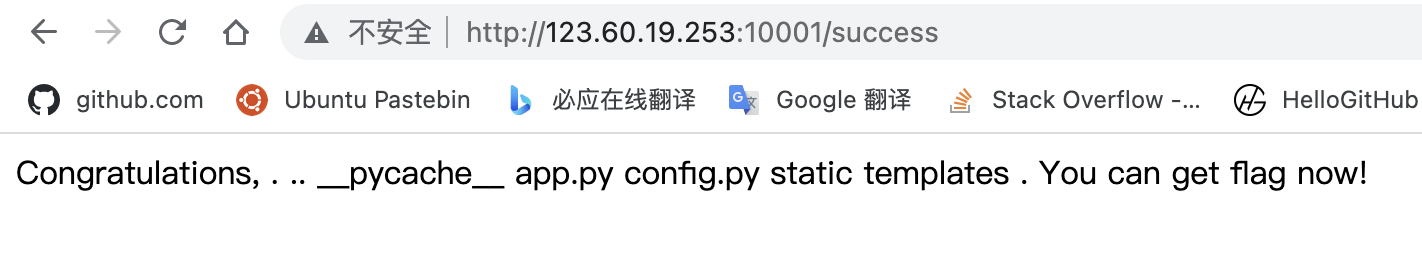 不安全 http://123.60.19.253:10001/success
github.com Ubuntu Pastebin 必应在线翻译 Google 翻译 Stack Overflow -... HelloGitHub
Congratulations, . .. __pycache__ app.py config.py static templates . You can get flag now!